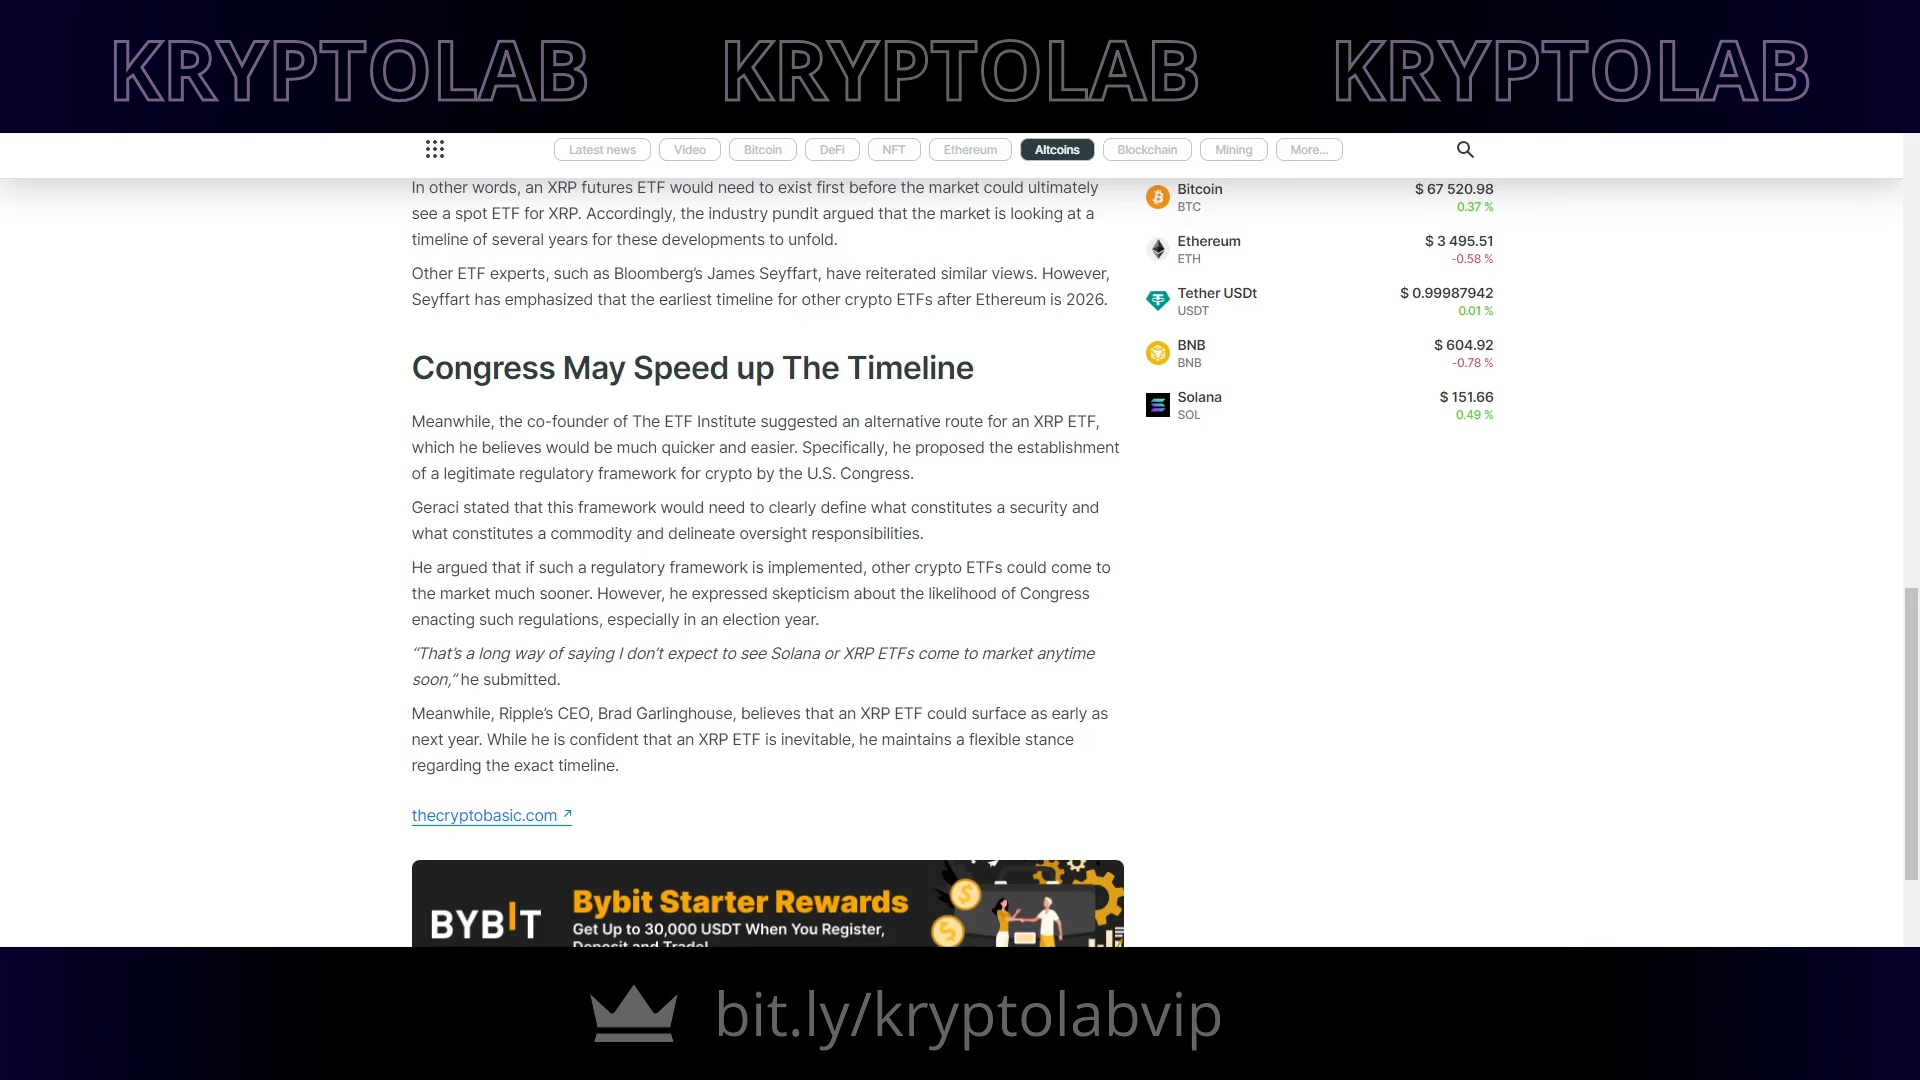 KRYPTOLAB KRYPTOLAB KRYPTOLAB
Latest news Video Bitcoin DeFi NFT Ethereum Altcoins Blockchain Mining More...
In other words, an XRP futures ETF would need to exist first before the market could ultimately
see a spot ETF for XRP. Accordingly, the industry pundit argued that the market is looking at a
timeline of several years for these developments to unfold.
Other ETF experts, such as Bloomberg’s James Seyffart, have reiterated similar views. However,
Seyffart has emphasized that the earliest timeline for other crypto ETFs after Ethereum is 2026.
Congress May Speed up The Timeline
Meanwhile, the co-founder of The ETF Institute suggested an alternative route for an XRP ETF,
which he believes would be much quicker and easier. Specifically, he proposed the establishment
of a legitimate regulatory framework for crypto by the U.S. Congress.
Geraci stated that this framework would need to clearly define what constitutes a security and
what constitutes a commodity and delineate oversight responsibilities.
He argued that if such a regulatory framework is implemented, other crypto ETFs could come to
the market much sooner. However, he expressed skepticism about the likelihood of Congress
enacting such regulations, especially in an election year.
“That’s a long way of saying I don’t expect to see Solana or XRP ETFs come to market anytime
soon,” he submitted.
Meanwhile, Ripple’s CEO, Brad Garlinghouse, believes that an XRP ETF could surface as early as
next year. While he is confident that an XRP ETF is inevitable, he maintains a flexible stance
regarding the exact timeline.
thecryptobasic.com
BYBIT
Bybit Starter Rewards
Get Up to 30,000 USDT When You Register,
Deposit and Trade!
Bitcoin $ 67 520.98
BTC 0.37 %
Ethereum $ 3 495.51
ETH -0.58 %
Tether USDt $ 0.99987942
USDT 0.01 %
BNB $ 604.92
BNB -0.78 %
Solana $ 151.66
SOL 0.49 %
bit.ly/kryptolabvip